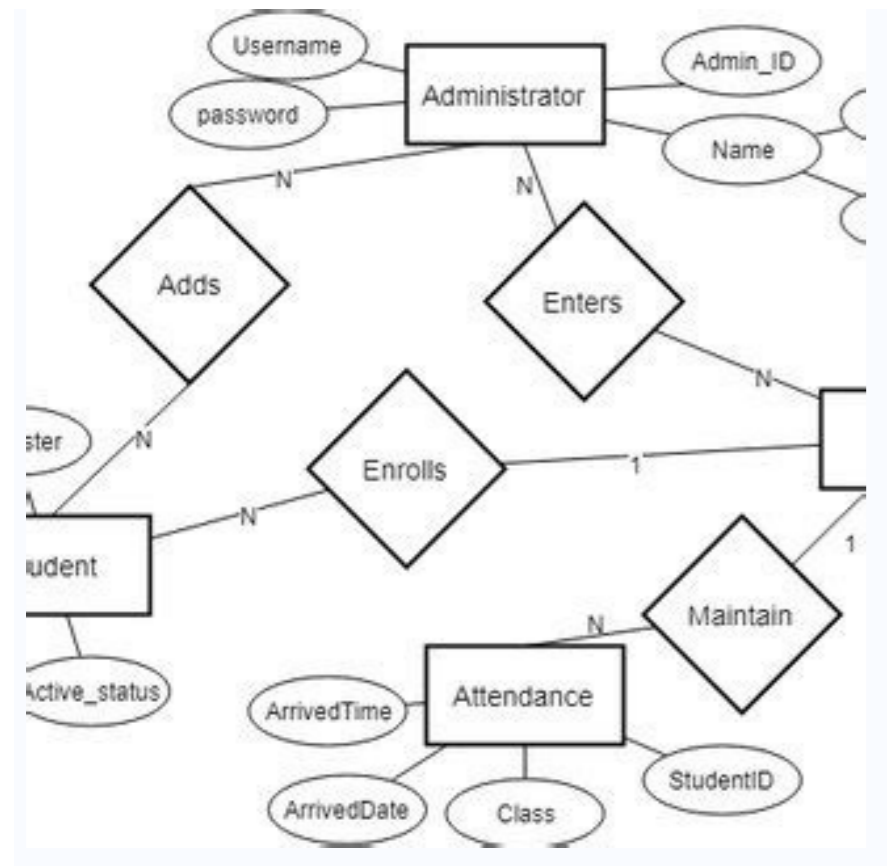 Username
Administrator
Admin_ID
password
Name
N
N
Adds
Enters
N
N
ster
Enrolls
1
N
udent
1
Maintain
N
Active_status
Attendance
ArrivedTime
StudentID
ArrivedDate
Class